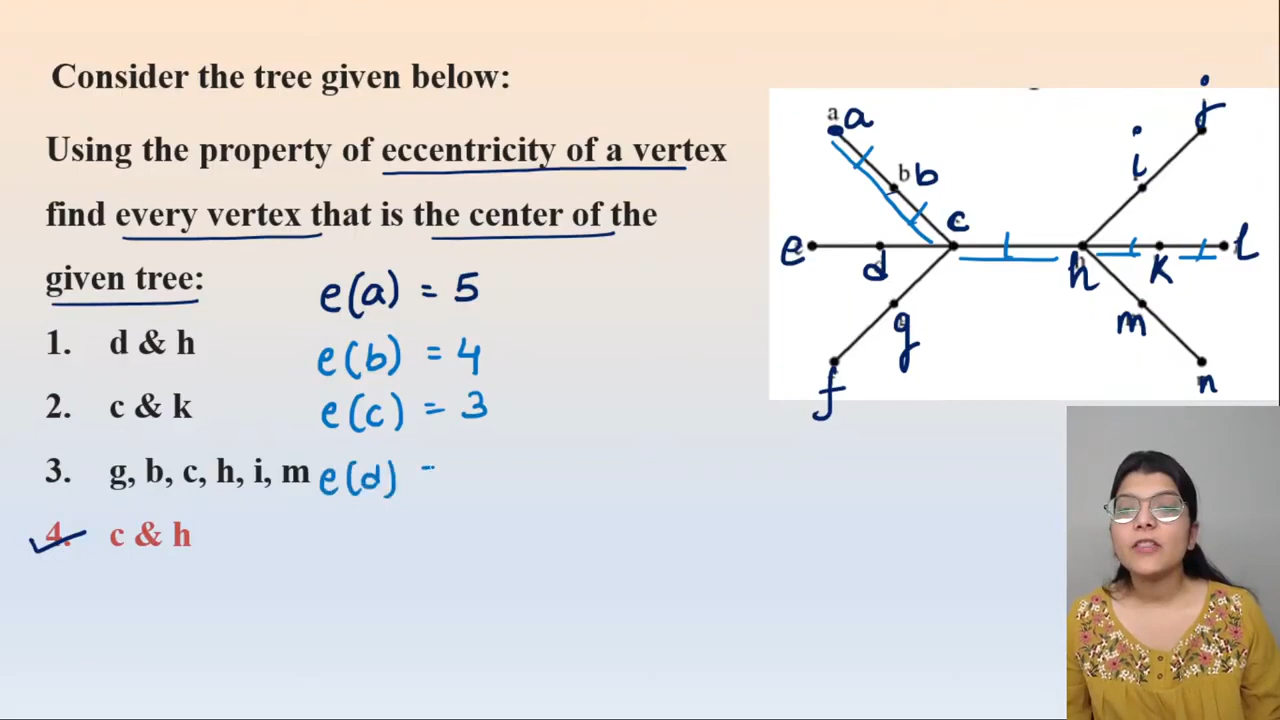 Consider the tree given below:
Using the property of eccentricity of a vertex
find every vertex that is the center of the
given tree:
e(a) = 5
1. d & h
e(b) = 4
2. c & k
e(c) = 3
3. g, b, c, h, i, m
e(d) =
4. c & h
a a
b b
c
e
d
g
f
h
i
j
k
l
m
n